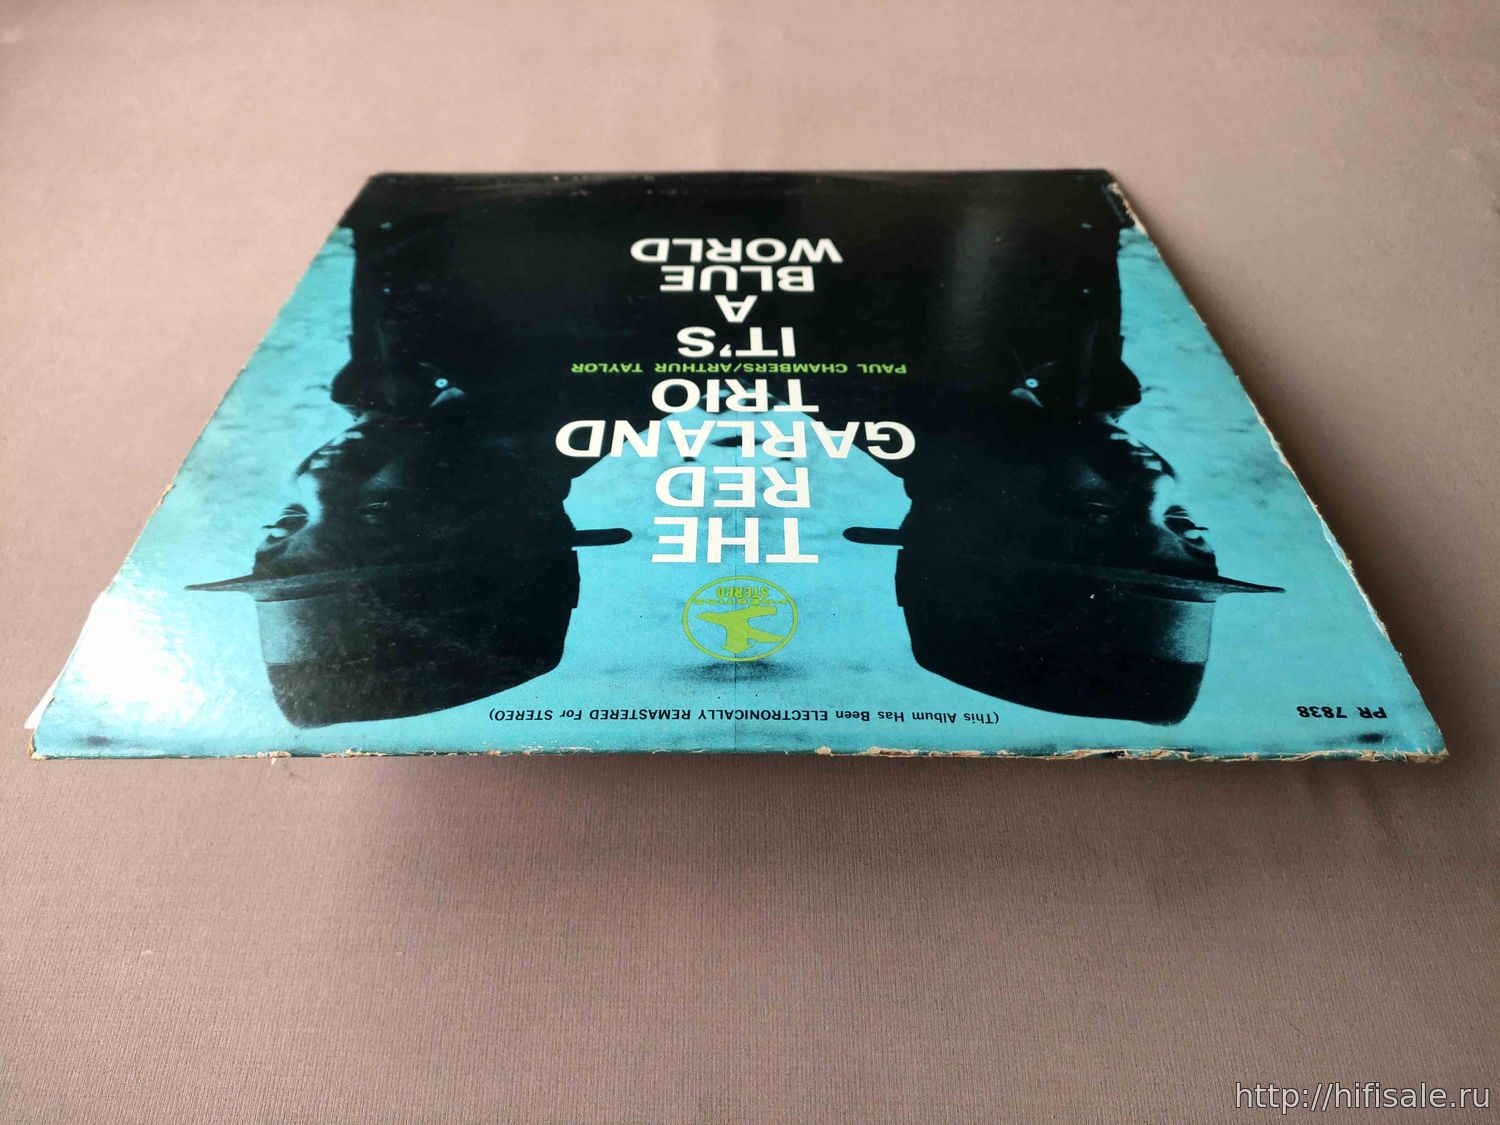 PR 7838
(This Album Has Been ELECTRONICALLY REMASTERED For STEREO)
PRESTIGE
STEREO
THE
RED
GARLAND
TRIO
PAUL CHAMBERS/ARTHUR TAYLOR
IT'S
A
BLUE
WORLD
http://hifisale.ru